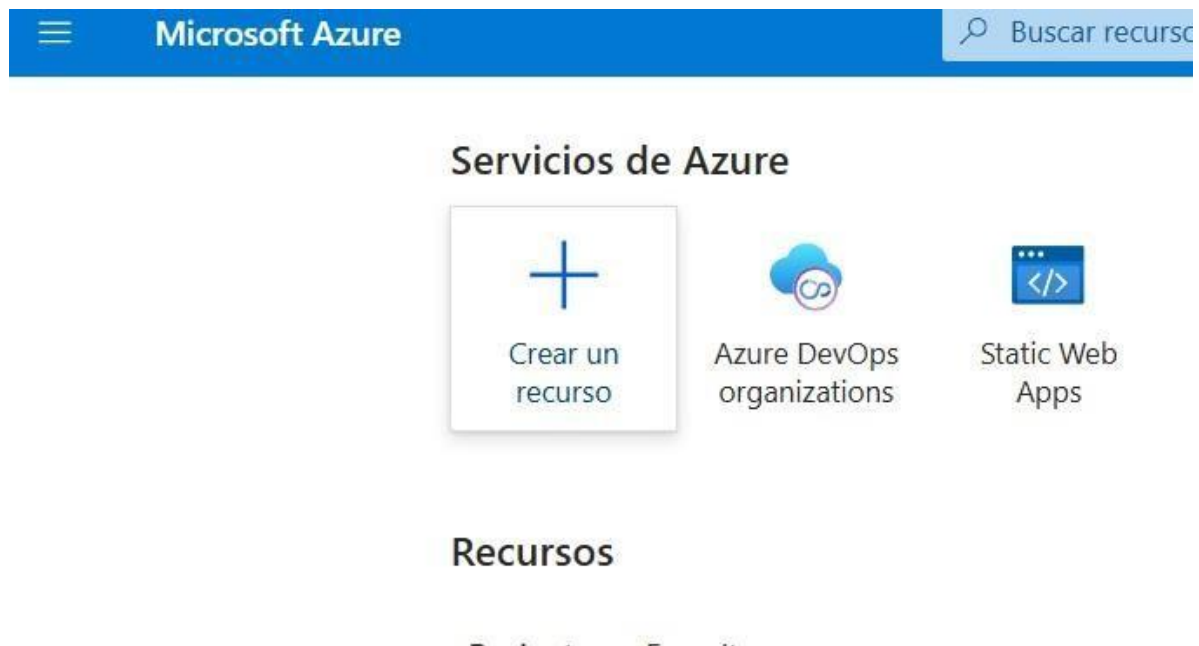 Microsoft Azure
Buscar recurso
Servicios de Azure
Crear un
recurso
Azure DevOps
organizations
Static Web
Apps
Recursos